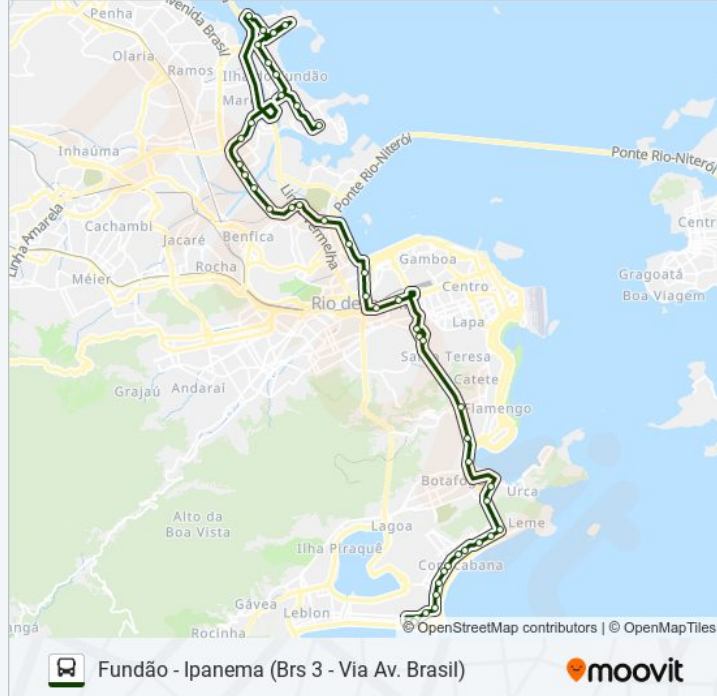 Penha
Avenida Brasil
Olaria
Ramos
Ilha do Fundão
Mar
Inhaúma
Ponte Rio-Niterói
Ponte Rio-Niterói
Linha Amarela
Cachambi
Jacaré
Benfica
Linha Vermelha
Centr
Rocha
Gamboa
Gragoatá
Méier
Centro
Boa Viagem
Rio de
Lapa
Santa Teresa
Grajaú
Andaraí
Catete
Flamengo
Botafogo
Urca
Alto da
Boa Vista
Lagoa
Leme
Ilha Piraquê
Copacabana
Gávea
Leblon
angá
Rocinha
© OpenStreetMap contributors | © OpenMapTiles
Fundão - Ipanema (Brs 3 - Via Av. Brasil)
moovit